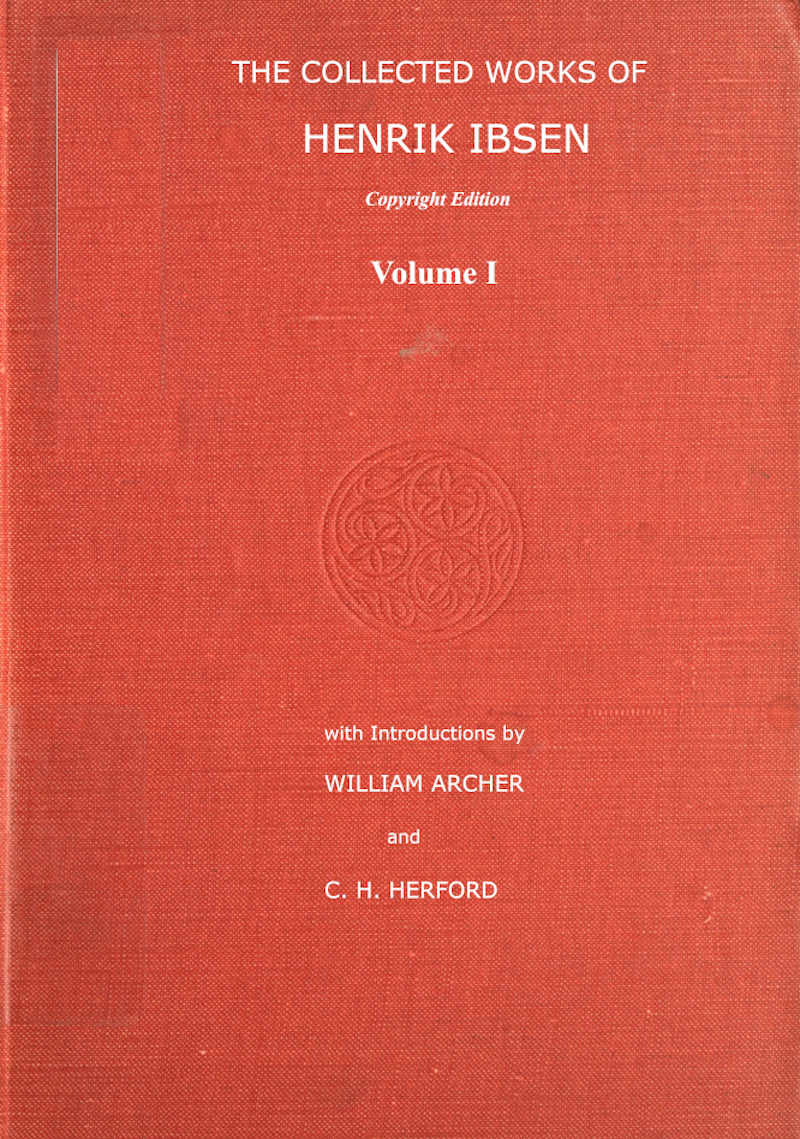 THE COLLECTED WORKS OF
HENRIK IBSEN
Copyright Edition
Volume I
with Introductions by
WILLIAM ARCHER
and
C. H. HERFORD